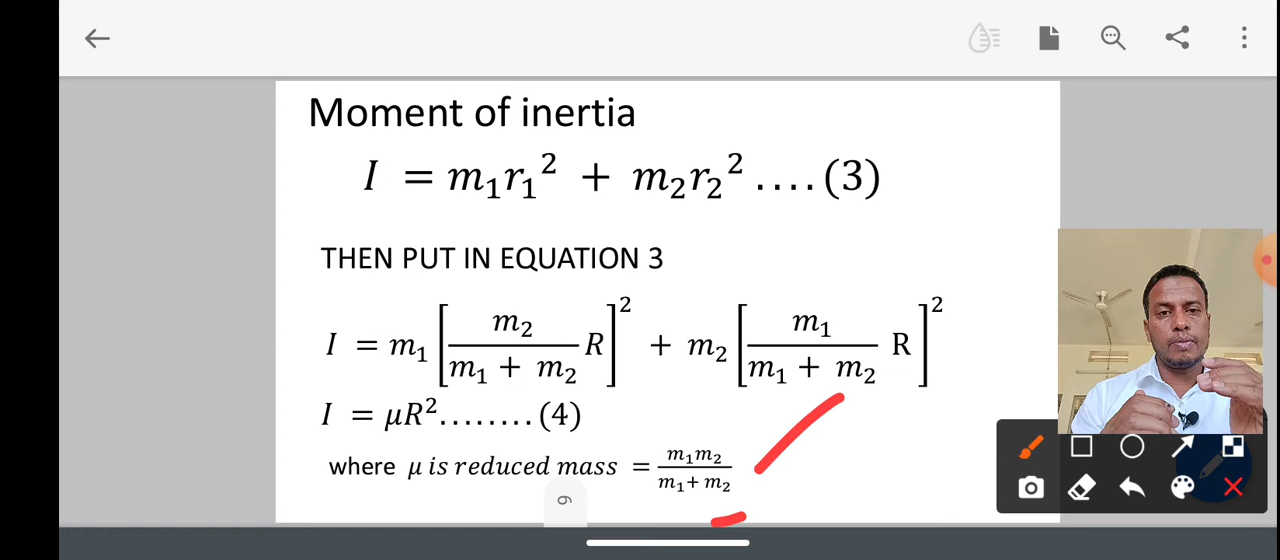 Moment of inertia
I = m₁r₁² + m₂r₂² .... (3)
THEN PUT IN EQUATION 3
I = m₁ [m₂/(m₁ + m₂) R]² + m₂ [m₁/(m₁ + m₂) R]²
I = μR²........(4)
where μ is reduced mass = m₁m₂/(m₁+ m₂)
6